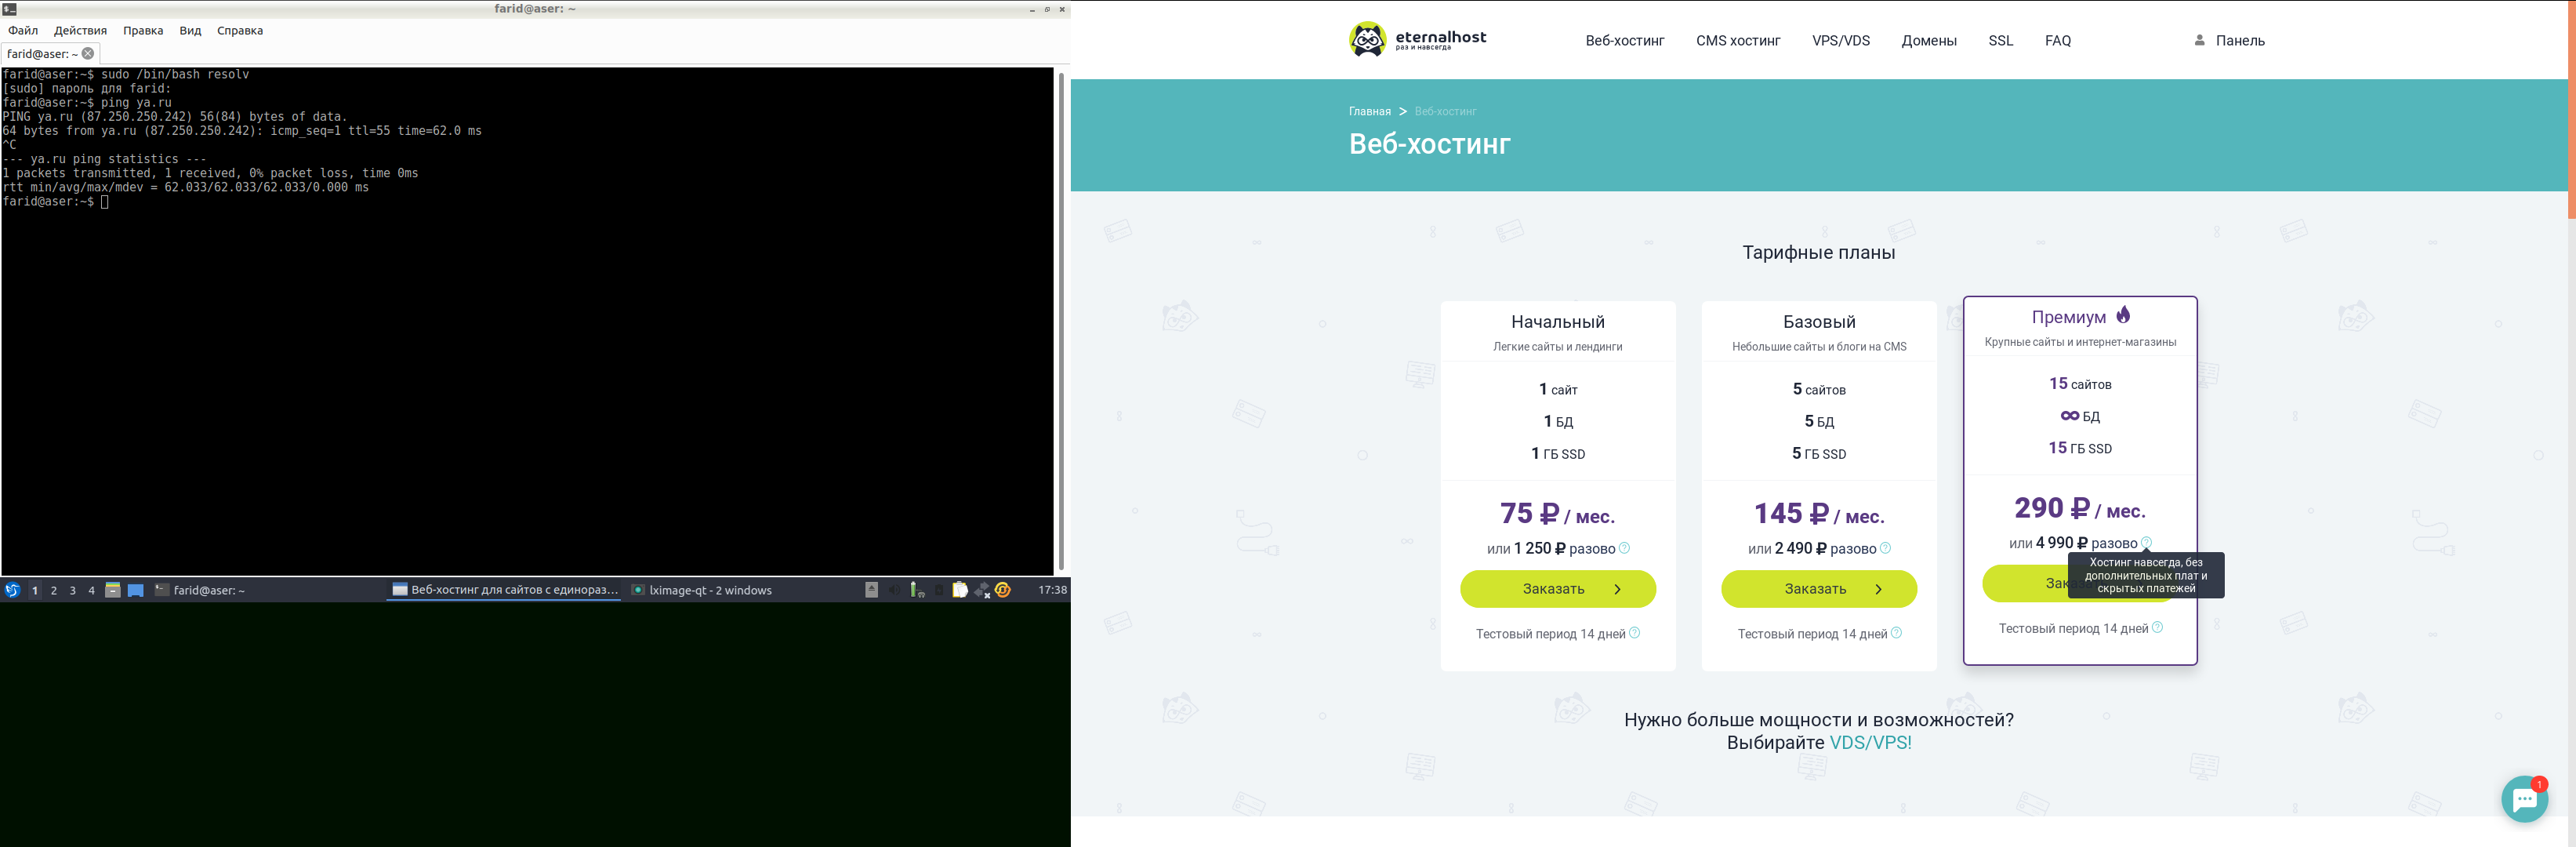 farid@aser: ~
Файл Действия Правка Вид Справка
farid@aser: ~
farid@aser:~$ sudo /bin/bash resolv
[sudo] пароль для farid:
farid@aser:~$ ping ya.ru
PING ya.ru (87.250.250.242) 56(84) bytes of data.
64 bytes from ya.ru (87.250.250.242): icmp_seq=1 ttl=55 time=62.0 ms
^C
--- ya.ru ping statistics ---
1 packets transmitted, 1 received, 0% packet loss, time 0ms
rtt min/avg/max/mdev = 62.033/62.033/62.033/0.000 ms
farid@aser:~$
1 2 3 4 farid@aser: ~ Веб-хостинг для сайтов с единораз... lximage-qt - 2 windows 17:38
eternalhost
раз и навсегда
Веб-хостинг CMS хостинг VPS/VDS Домены SSL FAQ Панель
Главная > Веб-хостинг
Веб-хостинг
Тарифные планы
Начальный
Легкие сайты и лендинги
1 сайт
1 БД
1 ГБ SSD
75 ₽ / мес.
или 1 250 ₽ разово ?
Заказать
Тестовый период 14 дней ?
Базовый
Небольшие сайты и блоги на CMS
5 сайтов
5 БД
5 ГБ SSD
145 ₽ / мес.
или 2 490 ₽ разово ?
Заказать
Тестовый период 14 дней ?
Премиум
Крупные сайты и интернет-магазины
15 сайтов
∞ БД
15 ГБ SSD
290 ₽ / мес.
или 4 990 ₽ разово ?
Хостинг навсегда, без
дополнительных плат и
скрытых платежей
Тестовый период 14 дней ?
Нужно больше мощности и возможностей?
Выбирайте VDS/VPS!
1